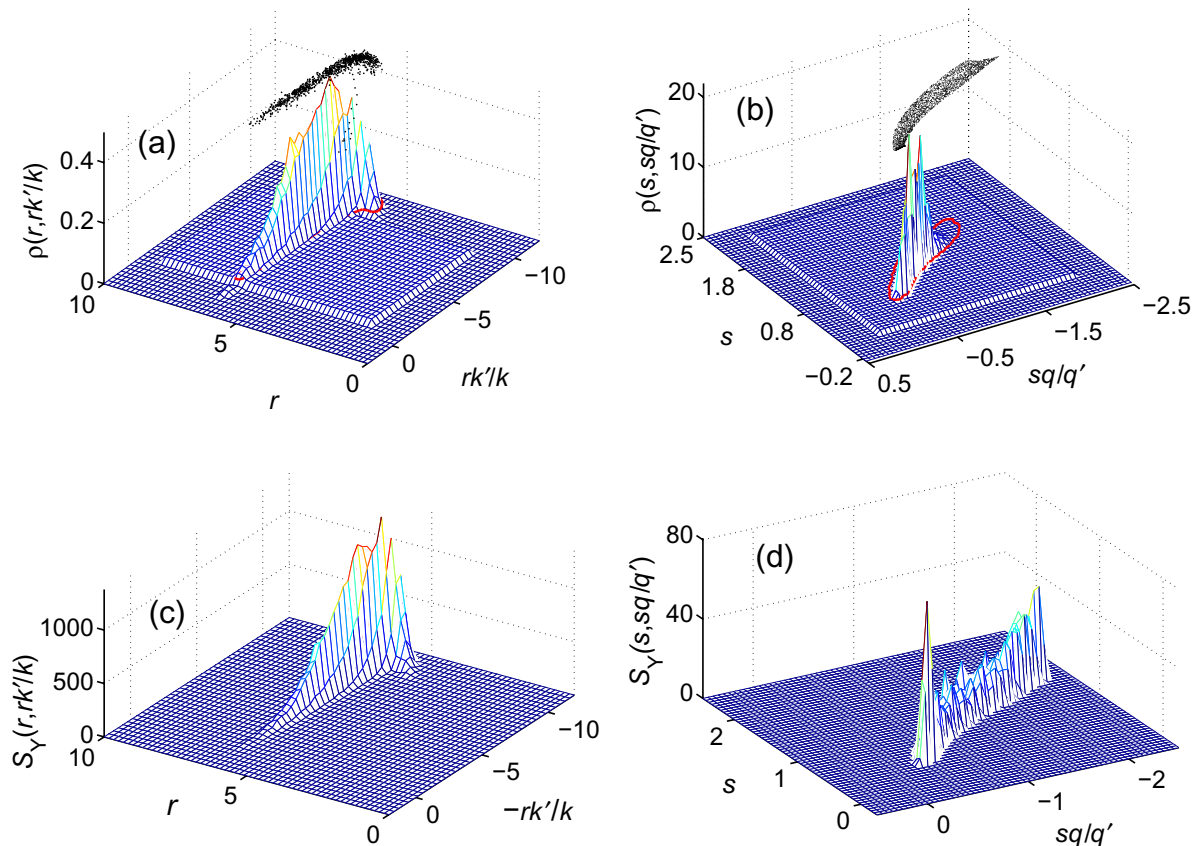 (a)
ρ(r,rk′/k)
0.4
0.2
0
10
5
0
r
0
−5
−10
rk′/k
(b)
ρ(s,sq/q′)
20
10
0
2.5
1.8
0.8
−0.2
s
0.5
−0.5
−1.5
−2.5
sq/q′
(c)
S_Y(r,rk′/k)
1000
500
0
10
5
0
r
0
−5
−10
−rk′/k
(d)
S_Y(s,sq/q′)
80
40
0
2
1
0
s
0
−1
−2
sq/q′